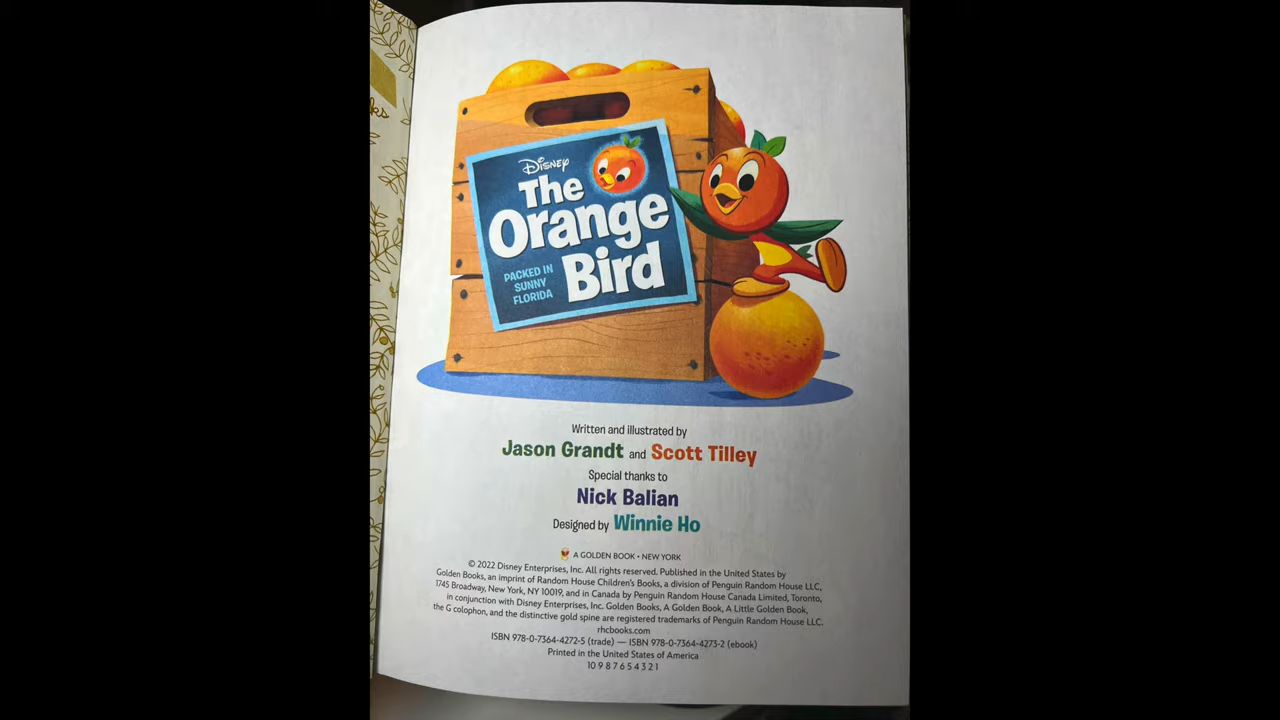 ks
DISNEY
The
Orange
Bird
PACKED IN
SUNNY
FLORIDA
Written and illustrated by
Jason Grandt and Scott Tilley
Special thanks to
Nick Balian
Designed by Winnie Ho
A GOLDEN BOOK • NEW YORK
© 2022 Disney Enterprises, Inc. All rights reserved. Published in the United States by
Golden Books, an imprint of Random House Children's Books, a division of Penguin Random House LLC,
1745 Broadway, New York, NY 10019, and in Canada by Penguin Random House Canada Limited, Toronto,
in conjunction with Disney Enterprises, Inc. Golden Books, A Golden Book, A Little Golden Book,
the G colophon, and the distinctive gold spine are registered trademarks of Penguin Random House LLC.
rhcbooks.com
ISBN 978-0-7364-4272-5 (trade) — ISBN 978-0-7364-4273-2 (ebook)
Printed in the United States of America
10 9 8 7 6 5 4 3 2 1